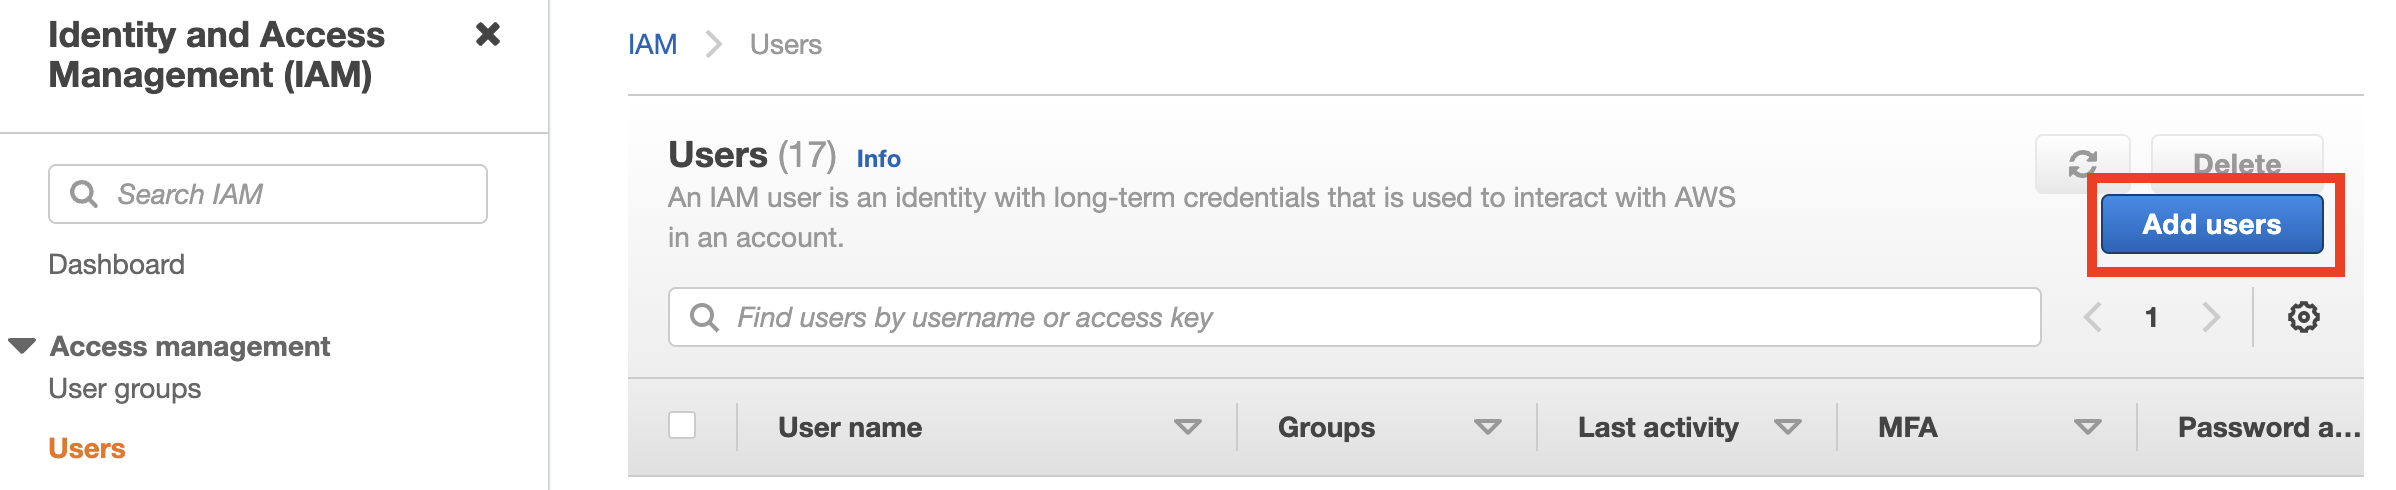 Identity and Access
Management (IAM)
Search IAM
Dashboard
Access management
User groups
Users
IAM
Users
Users (17) Info
An IAM user is an identity with long-term credentials that is used to interact with AWS
in an account.
Delete
Add users
Find users by username or access key
1
User name
Groups
Last activity
MFA
Password a...